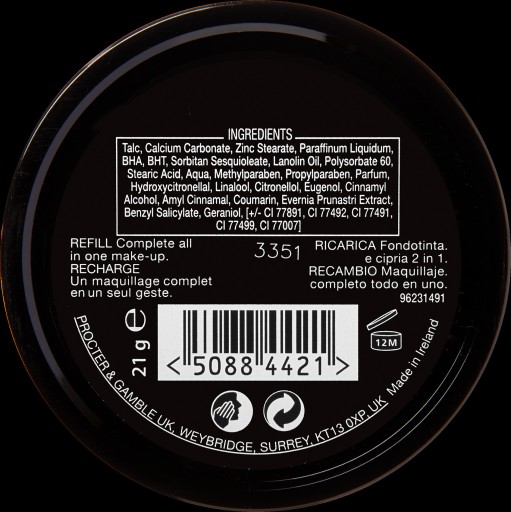 INGREDIENTS
Talc, Calcium Carbonate, Zinc Stearate, Paraffinum Liquidum,
BHA, BHT, Sorbitan Sesquioleate, Lanolin Oil, Polysorbate 60,
Stearic Acid, Aqua, Methylparaben, Propylparaben, Parfum,
Hydroxycitronellal, Linalool, Citronellol, Eugenol, Cinnamyl
Alcohol, Amyl Cinnamal, Coumarin, Evernia Prunastri Extract,
Benzyl Salicylate, Geraniol, [+/- CI 77891, CI 77492, CI 77491,
CI 77499, CI 77007]
REFILL Complete all
in one make-up.
RECHARGE
Un maquillage complet
en un seul geste.
3351
RICARICA Fondotinta.
e cipria 2 in 1.
RECAMBIO Maquillaje.
completo todo en uno.
96231491
21 g e
<50884421>
12M
PROCTER & GAMBLE UK, WEYBRIDGE, SURREY, KT13 0XP, UK Made in Ireland